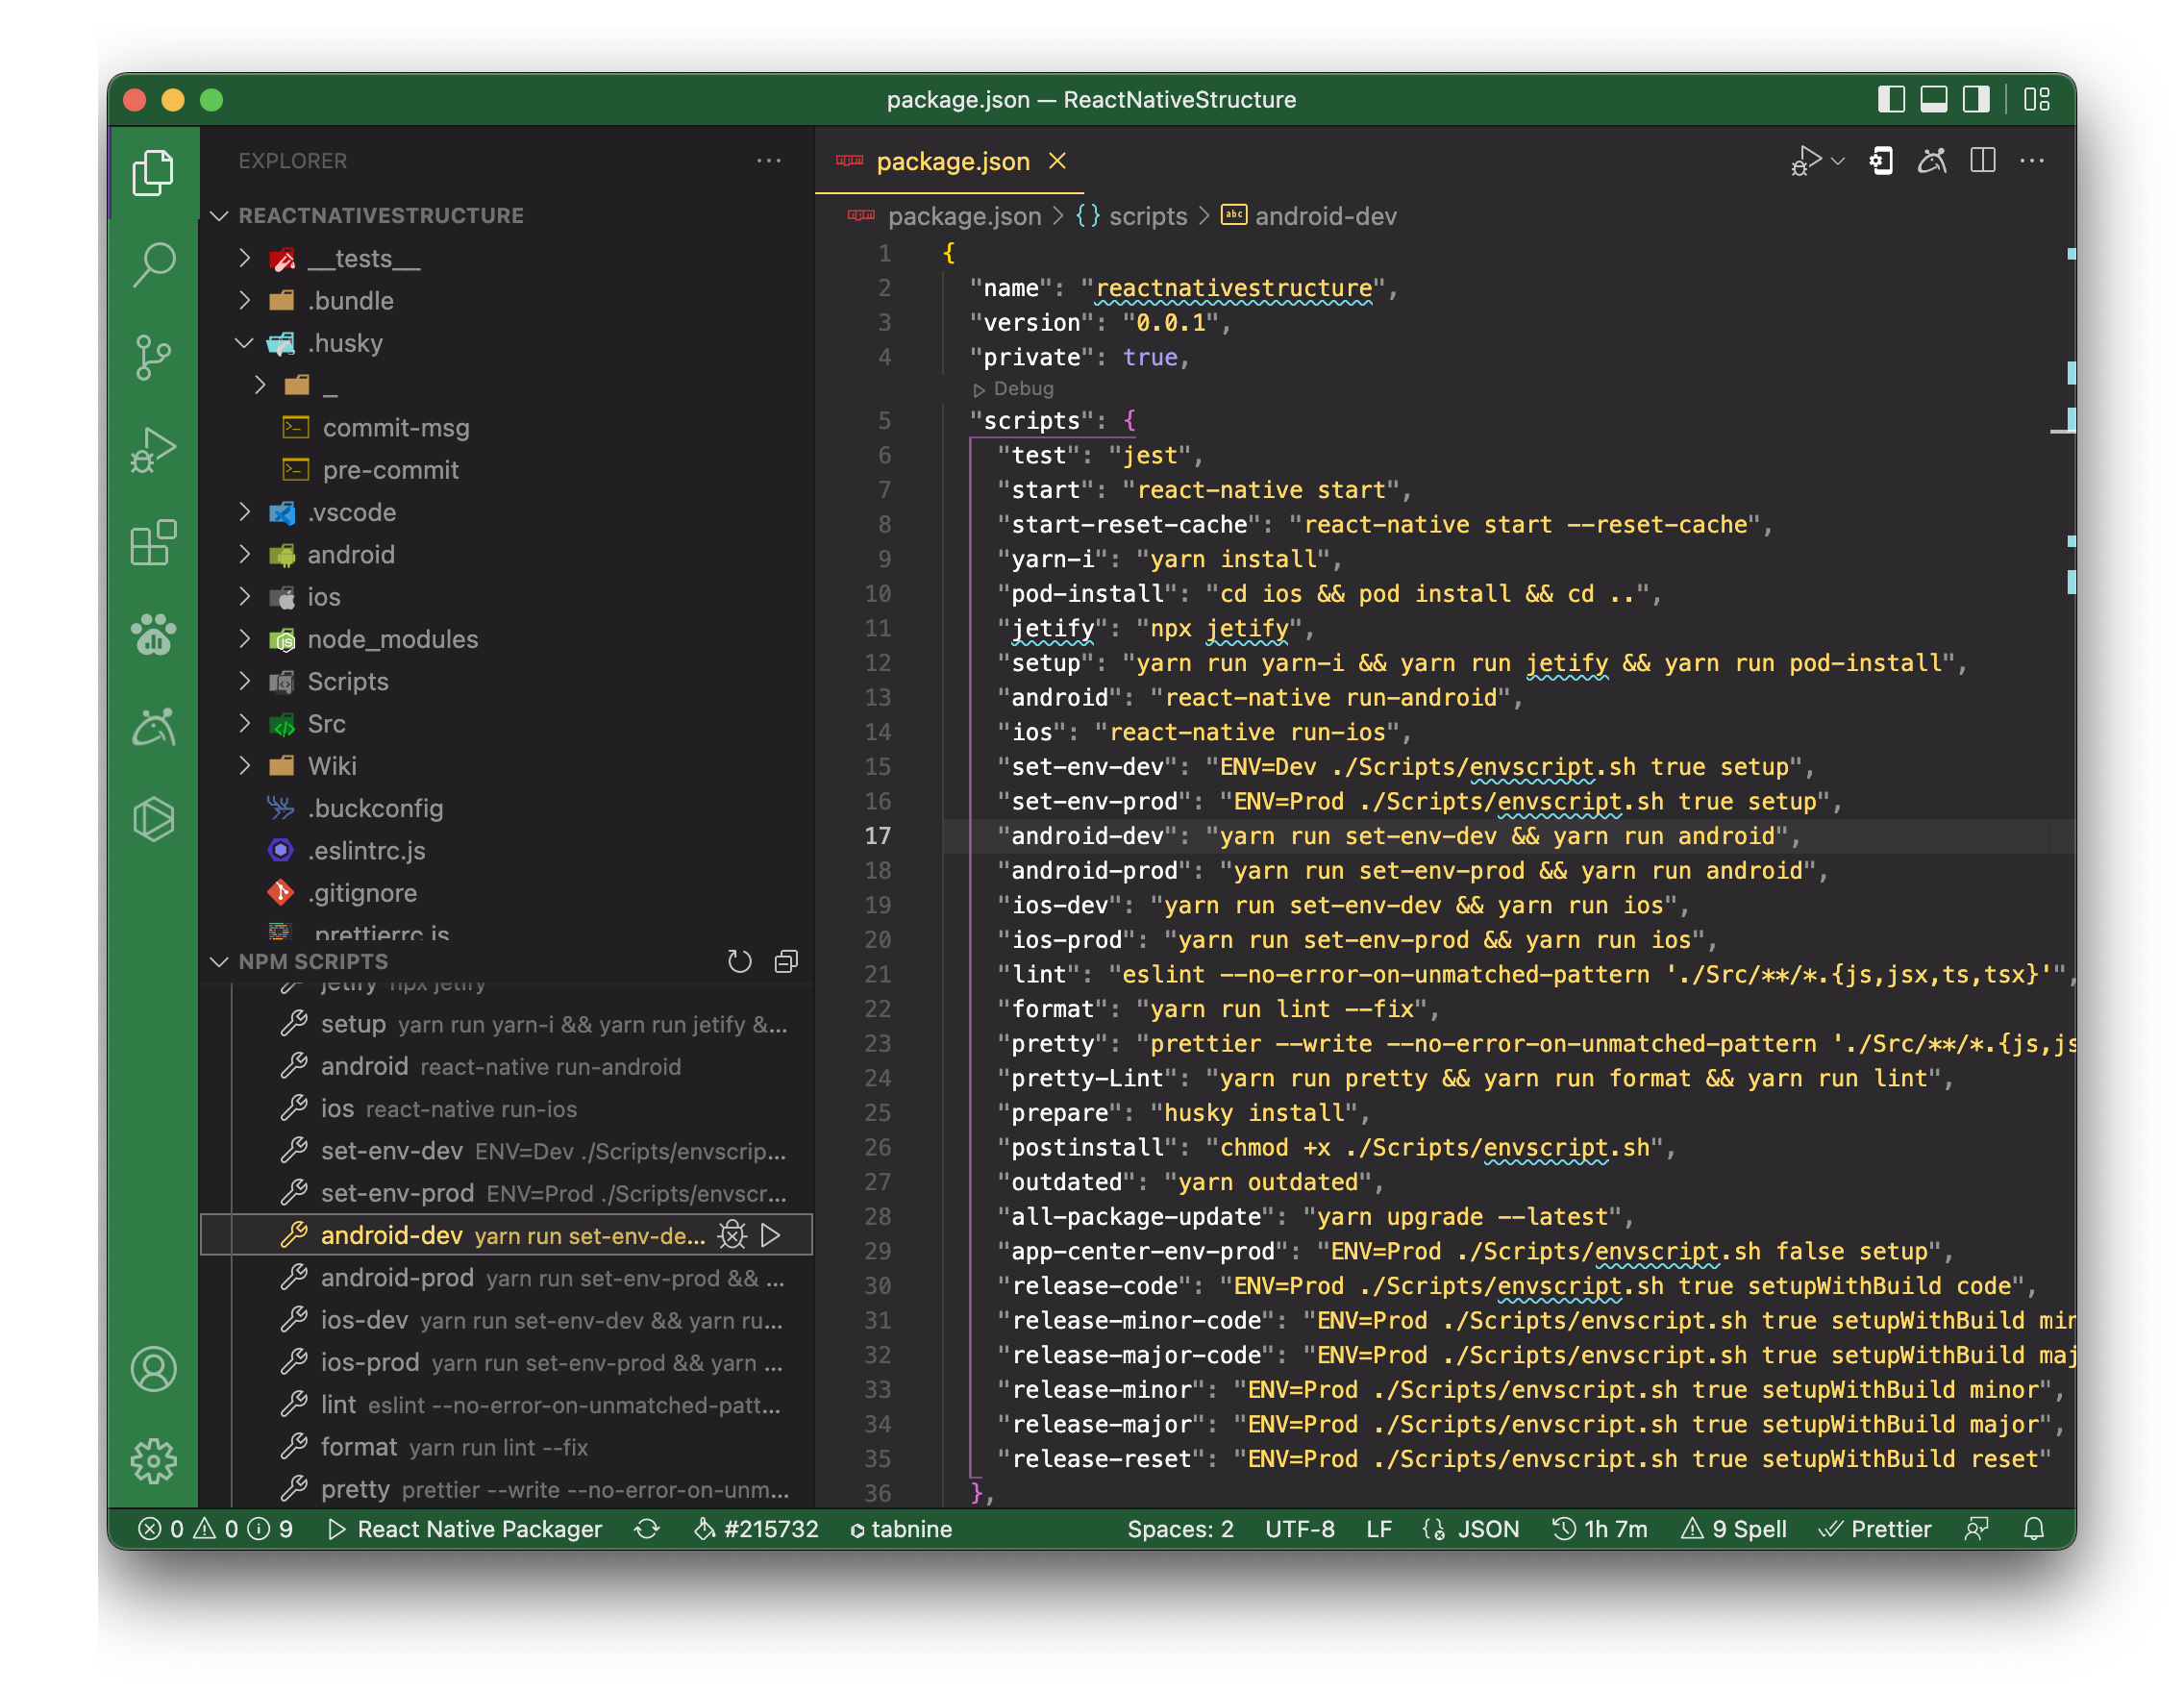 package.json — ReactNativeStructure
EXPLORER
REACTNATIVESTRUCTURE
__tests__
.bundle
.husky
_
commit-msg
pre-commit
.vscode
android
ios
node_modules
Scripts
Src
Wiki
.buckconfig
.eslintrc.js
.gitignore
.prettierrc.js
NPM SCRIPTS
jetify npx jetify
setup yarn run yarn-i && yarn run jetify &...
android react-native run-android
ios react-native run-ios
set-env-dev ENV=Dev ./Scripts/envscrip...
set-env-prod ENV=Prod ./Scripts/envscr...
android-dev yarn run set-env-de...
android-prod yarn run set-env-prod && ...
ios-dev yarn run set-env-dev && yarn ru...
ios-prod yarn run set-env-prod && yarn ...
lint eslint --no-error-on-unmatched-patt...
format yarn run lint --fix
pretty prettier --write --no-error-on-unm...
package.json
package.json > {} scripts > abc android-dev
1 {
2 "name": "reactnativestructure",
3 "version": "0.0.1",
4 "private": true,
Debug
5 "scripts": {
6 "test": "jest",
7 "start": "react-native start",
8 "start-reset-cache": "react-native start --reset-cache",
9 "yarn-i": "yarn install",
10 "pod-install": "cd ios && pod install && cd ..",
11 "jetify": "npx jetify",
12 "setup": "yarn run yarn-i && yarn run jetify && yarn run pod-install",
13 "android": "react-native run-android",
14 "ios": "react-native run-ios",
15 "set-env-dev": "ENV=Dev ./Scripts/envscript.sh true setup",
16 "set-env-prod": "ENV=Prod ./Scripts/envscript.sh true setup",
17 "android-dev": "yarn run set-env-dev && yarn run android",
18 "android-prod": "yarn run set-env-prod && yarn run android",
19 "ios-dev": "yarn run set-env-dev && yarn run ios",
20 "ios-prod": "yarn run set-env-prod && yarn run ios",
21 "lint": "eslint --no-error-on-unmatched-pattern './Src/**/*.{js,jsx,ts,tsx}'",
22 "format": "yarn run lint --fix",
23 "pretty": "prettier --write --no-error-on-unmatched-pattern './Src/**/*.{js,js
24 "pretty-Lint": "yarn run pretty && yarn run format && yarn run lint",
25 "prepare": "husky install",
26 "postinstall": "chmod +x ./Scripts/envscript.sh",
27 "outdated": "yarn outdated",
28 "all-package-update": "yarn upgrade --latest",
29 "app-center-env-prod": "ENV=Prod ./Scripts/envscript.sh false setup",
30 "release-code": "ENV=Prod ./Scripts/envscript.sh true setupWithBuild code",
31 "release-minor-code": "ENV=Prod ./Scripts/envscript.sh true setupWithBuild min
32 "release-major-code": "ENV=Prod ./Scripts/envscript.sh true setupWithBuild maj
33 "release-minor": "ENV=Prod ./Scripts/envscript.sh true setupWithBuild minor",
34 "release-major": "ENV=Prod ./Scripts/envscript.sh true setupWithBuild major",
35 "release-reset": "ENV=Prod ./Scripts/envscript.sh true setupWithBuild reset"
36 },
0 0 9 React Native Packager #215732 tabnine Spaces: 2 UTF-8 LF JSON 1h 7m 9 Spell Prettier